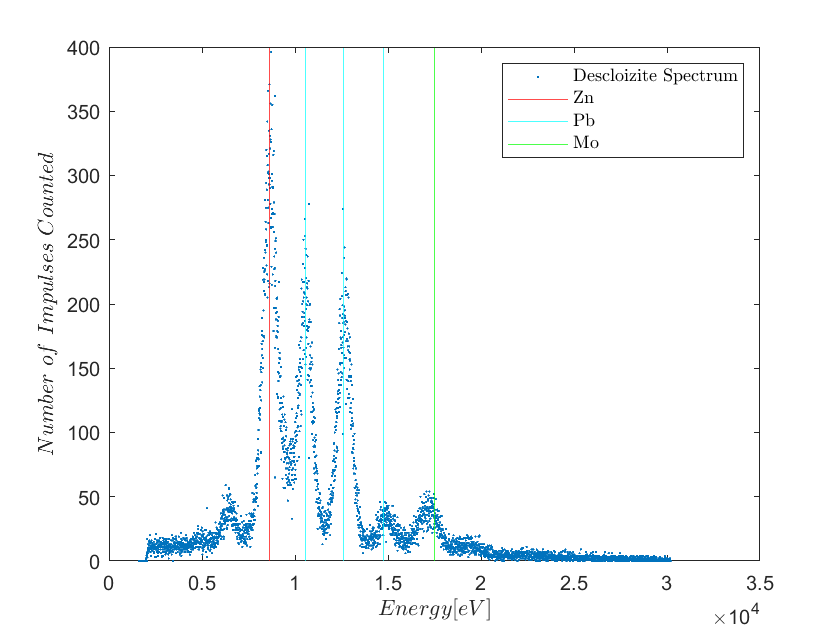 400
350
300
250
200
150
100
50
0
Number of Impulses Counted
Descloizite Spectrum
Zn
Pb
Mo
0 0.5 1 1.5 2 2.5 3 3.5
Energy[eV]
×10⁴